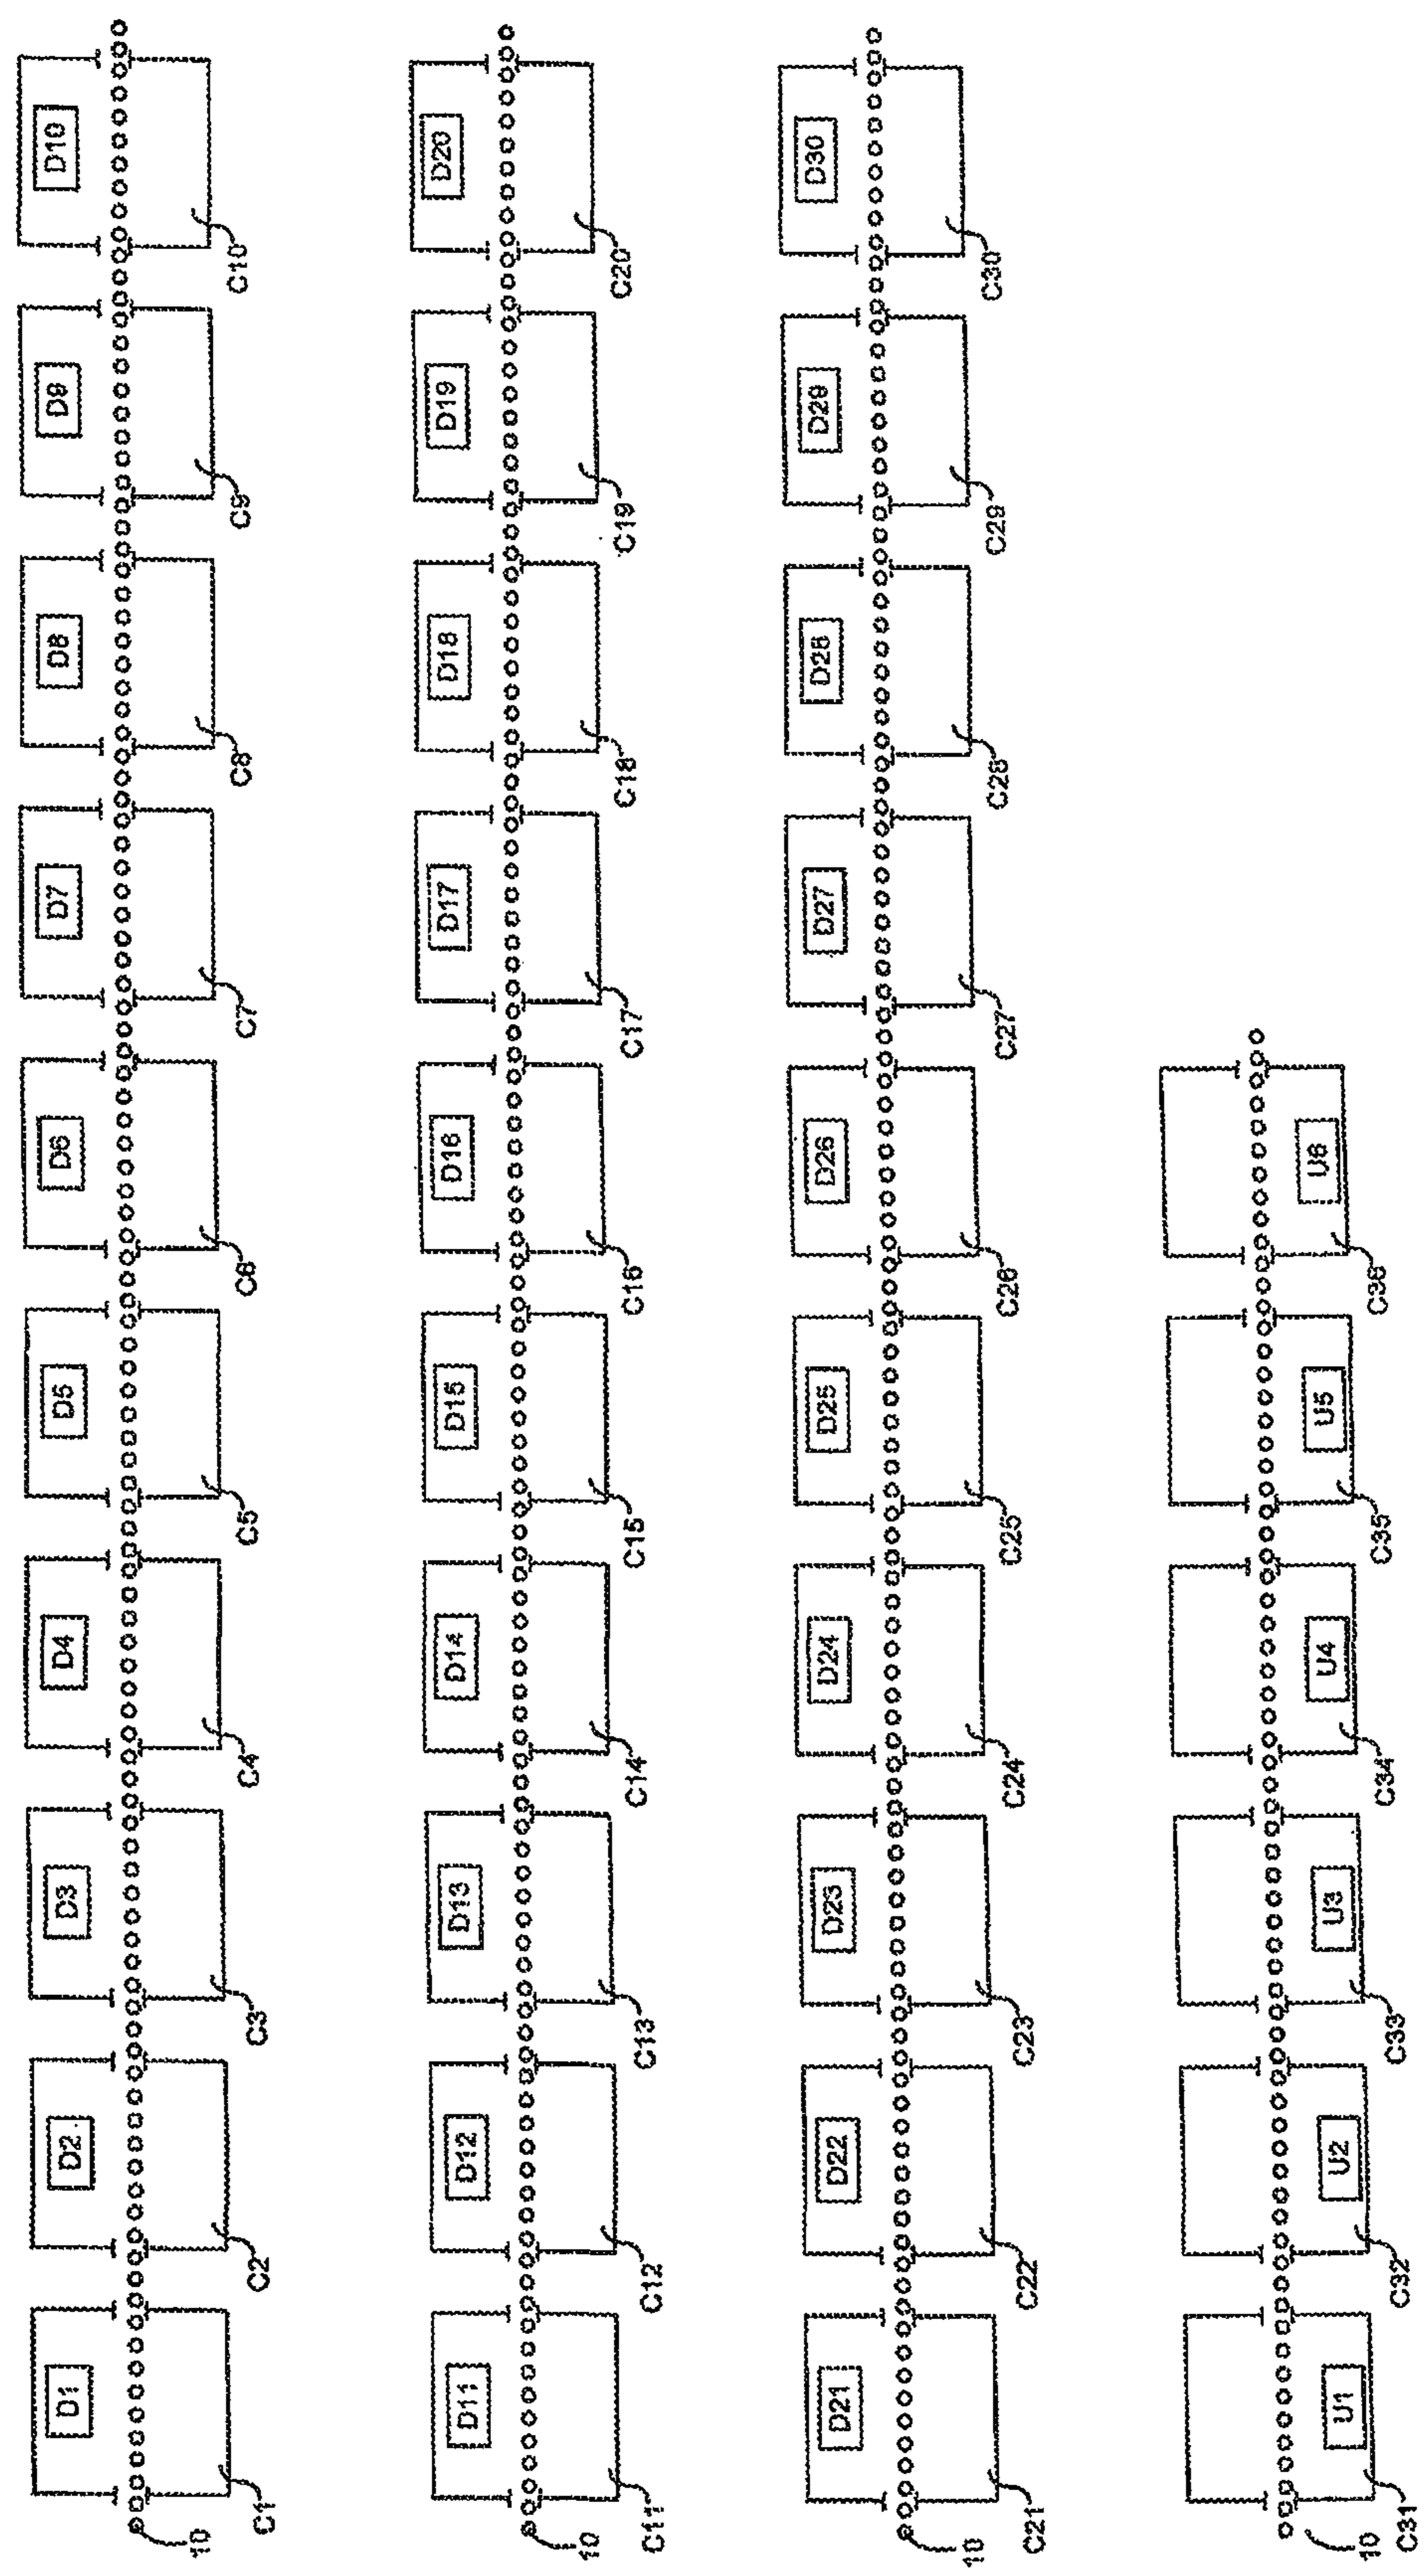 D1 D2 D3 D4 D5 D6 D7 D8 D9 D10
10 C1 C2 C3 C4 C5 C6 C7 C8 C9 C10
D11 D12 D13 D14 D15 D16 D17 D18 D19 D20
10 C11 C12 C13 C14 C15 C16 C17 C18 C19 C20
D21 D22 D23 D24 D25 D26 D27 D28 D29 D30
10 C21 C22 C23 C24 C25 C26 C27 C28 C29 C30
U1 U2 U3 U4 U5 U6
10 C31 C32 C33 C34 C35 C36